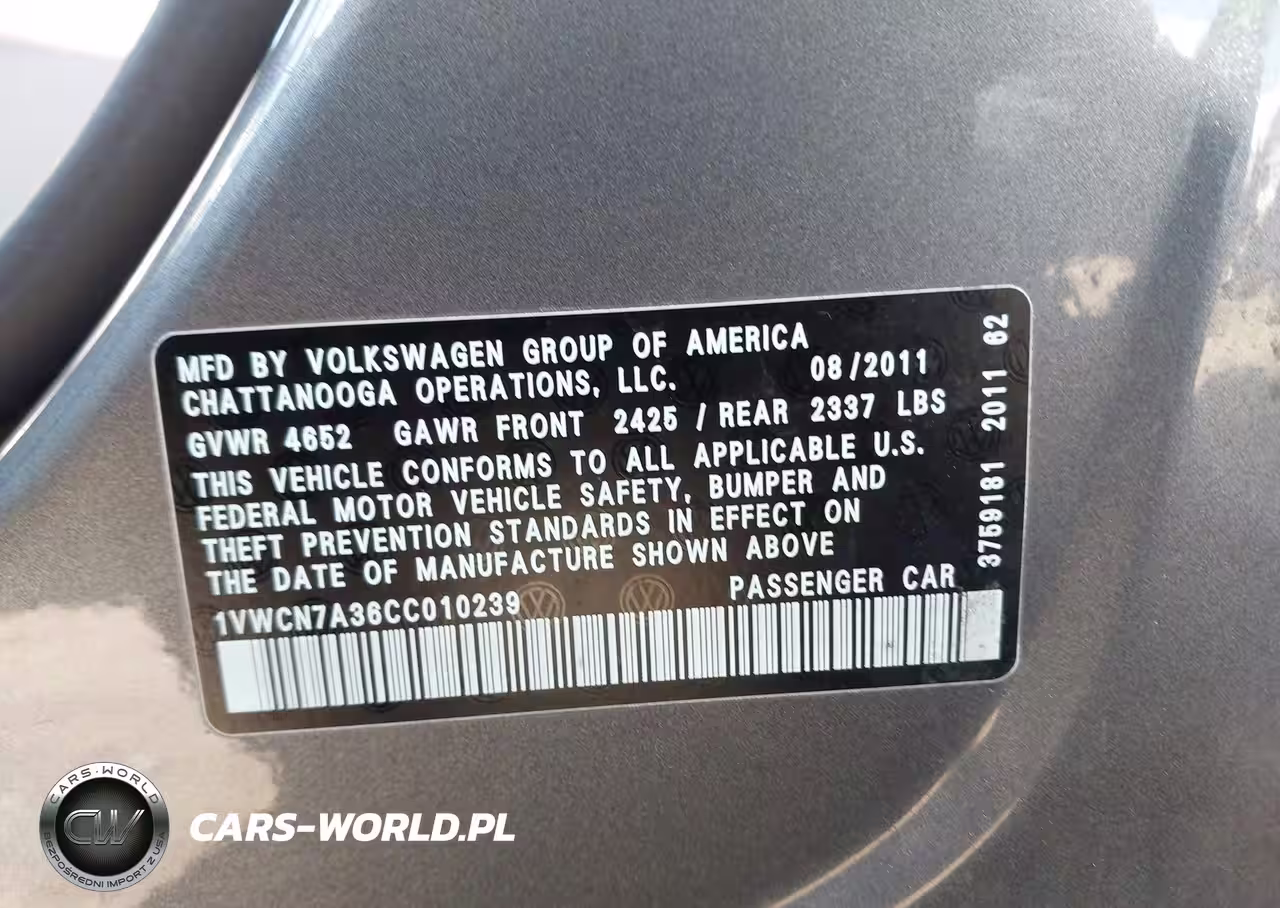 MFD BY VOLKSWAGEN GROUP OF AMERICA
CHATTANOOGA OPERATIONS, LLC. 08/2011
GVWR 4652 GAWR FRONT 2425 / REAR 2337 LBS
THIS VEHICLE CONFORMS TO ALL APPLICABLE U.S.
FEDERAL MOTOR VEHICLE SAFETY, BUMPER AND
THEFT PREVENTION STANDARDS IN EFFECT ON
THE DATE OF MANUFACTURE SHOWN ABOVE
1VWCN7A36CC010239 PASSENGER CAR
3759181 2011 62
CARS-WORLD
CW
BEZPOŚREDNI IMPORT Z USA
CARS-WORLD.PL